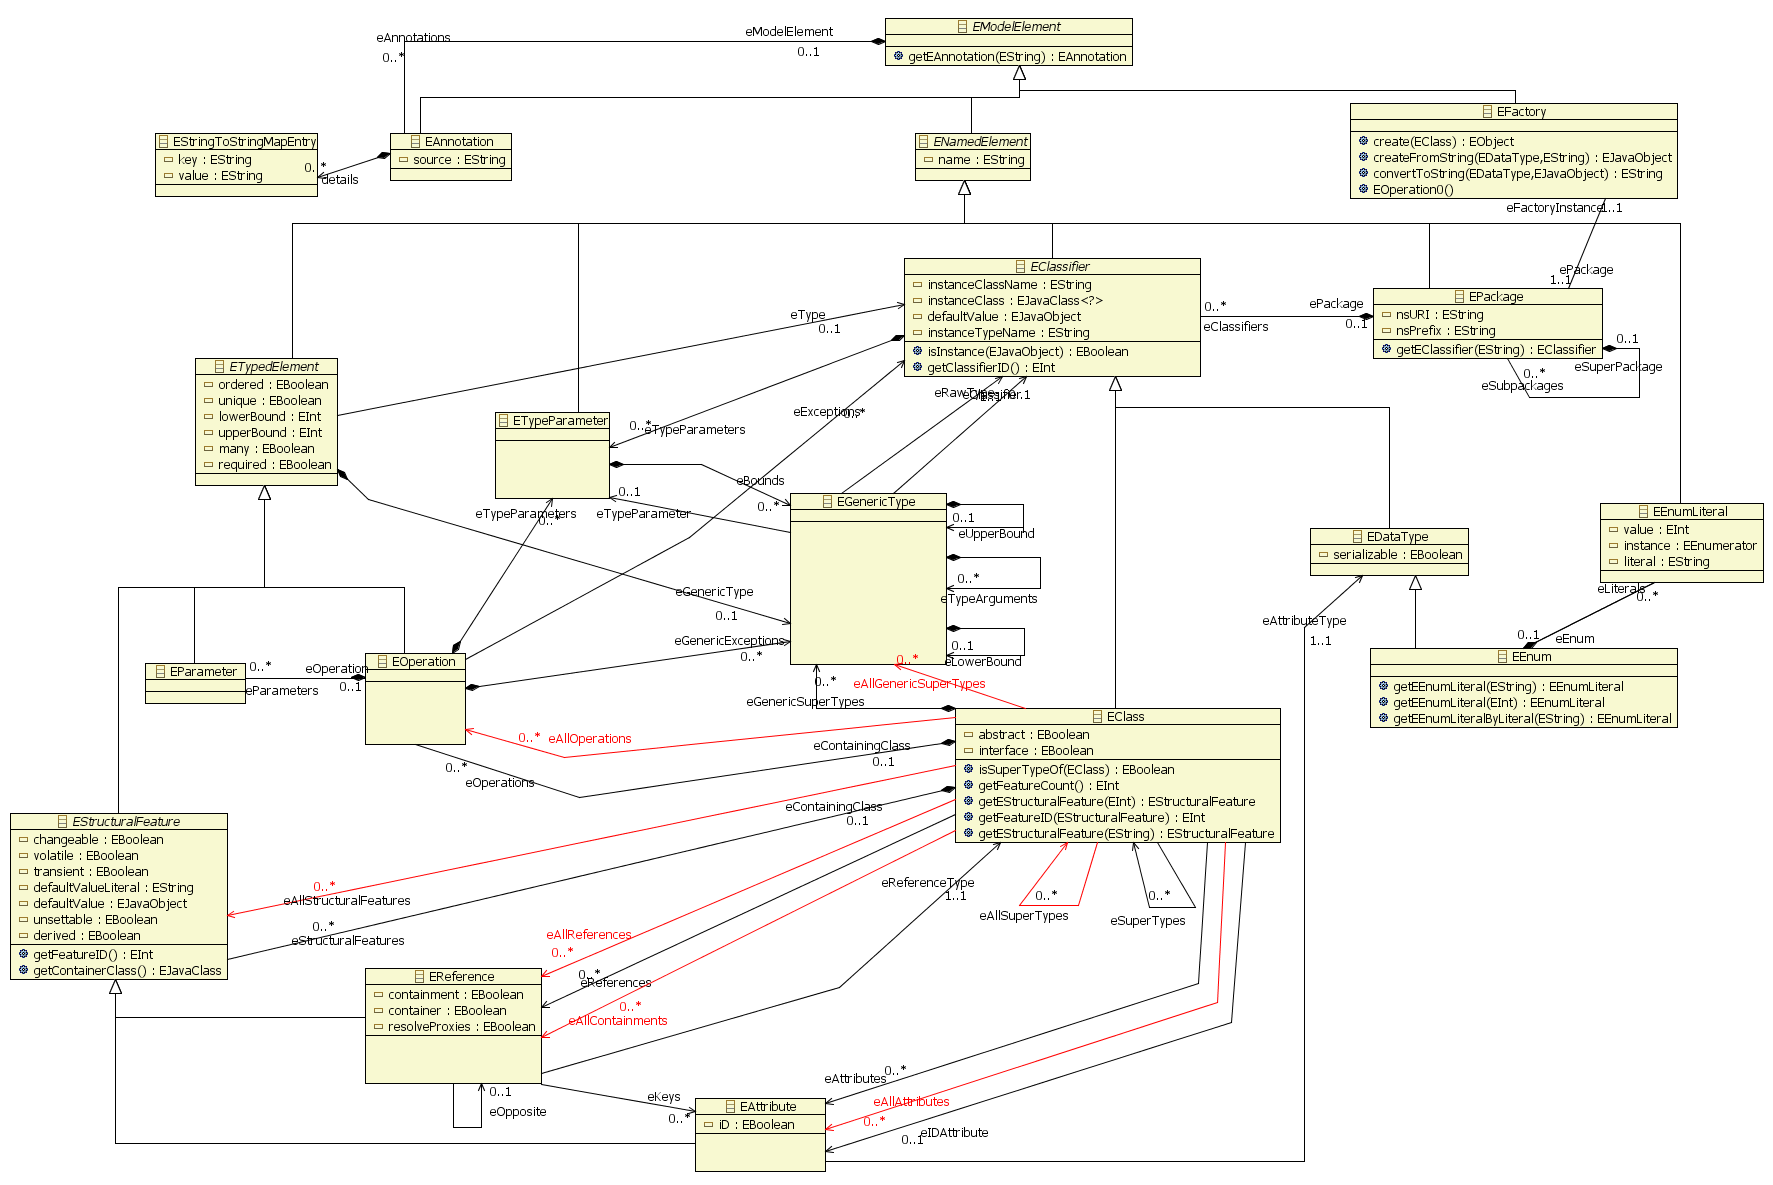 EModelElement
getEAnnotation(EString) : EAnnotation
eAnnotations
0..*
eModelElement
0..1
EStringToStringMapEntry
key : EString
value : EString
0..*
details
EAnnotation
source : EString
ENamedElement
name : EString
EFactory
create(EClass) : EObject
createFromString(EDataType,EString) : EJavaObject
convertToString(EDataType,EJavaObject) : EString
EOperation0()
eFactoryInstance
1..1
ePackage
1..1
EClassifier
instanceClassName : EString
instanceClass : EJavaClass<?>
defaultValue : EJavaObject
instanceTypeName : EString
isInstance(EJavaObject) : EBoolean
getClassifierID() : EInt
0..*
eClassifiers
ePackage
0..1
EPackage
nsURI : EString
nsPrefix : EString
getEClassifier(EString) : EClassifier
0..1
eSuperPackage
0..*
eSubpackages
eType
0..1
ETypedElement
ordered : EBoolean
unique : EBoolean
lowerBound : EInt
upperBound : EInt
many : EBoolean
required : EBoolean
ETypeParameter
0..*
eTypeParameters
eExceptions
0..*
eRawType
eClassifier
0..1
1..1
eBounds
0..*
0..1
eTypeParameter
eTypeParameters
0..*
EGenericType
0..1
eUpperBound
0..*
eTypeArguments
0..1
eLowerBound
EDataType
serializable : EBoolean
EEnumLiteral
value : EInt
instance : EEnumerator
literal : EString
eLiterals
0..*
0..1
eEnum
eAttributeType
1..1
EEnum
getEEnumLiteral(EString) : EEnumLiteral
getEEnumLiteral(EInt) : EEnumLiteral
getEEnumLiteralByLiteral(EString) : EEnumLiteral
eGenericType
0..1
eGenericExceptions
0..*
EParameter
0..*
eParameters
eOperation
0..1
EOperation
0..*
eAllGenericSuperTypes
0..*
eGenericSuperTypes
EClass
abstract : EBoolean
interface : EBoolean
isSuperTypeOf(EClass) : EBoolean
getFeatureCount() : EInt
getEStructuralFeature(EInt) : EStructuralFeature
getFeatureID(EStructuralFeature) : EInt
getEStructuralFeature(EString) : EStructuralFeature
0..*
eAllOperations
0..*
eOperations
eContainingClass
0..1
eContainingClass
0..1
EStructuralFeature
changeable : EBoolean
volatile : EBoolean
transient : EBoolean
defaultValueLiteral : EString
defaultValue : EJavaObject
unsettable : EBoolean
derived : EBoolean
getFeatureID() : EInt
getContainerClass() : EJavaClass
0..*
eAllStructuralFeatures
0..*
eStructuralFeatures
eReferenceType
1..1
0..*
eAllSuperTypes
0..*
eSuperTypes
eAllReferences
0..*
0..*
eReferences
0..*
eAllContainments
EReference
containment : EBoolean
container : EBoolean
resolveProxies : EBoolean
0..1
eOpposite
eKeys
0..*
EAttribute
iD : EBoolean
0..*
eAttributes
eAllAttributes
0..*
eIDAttribute
0..1